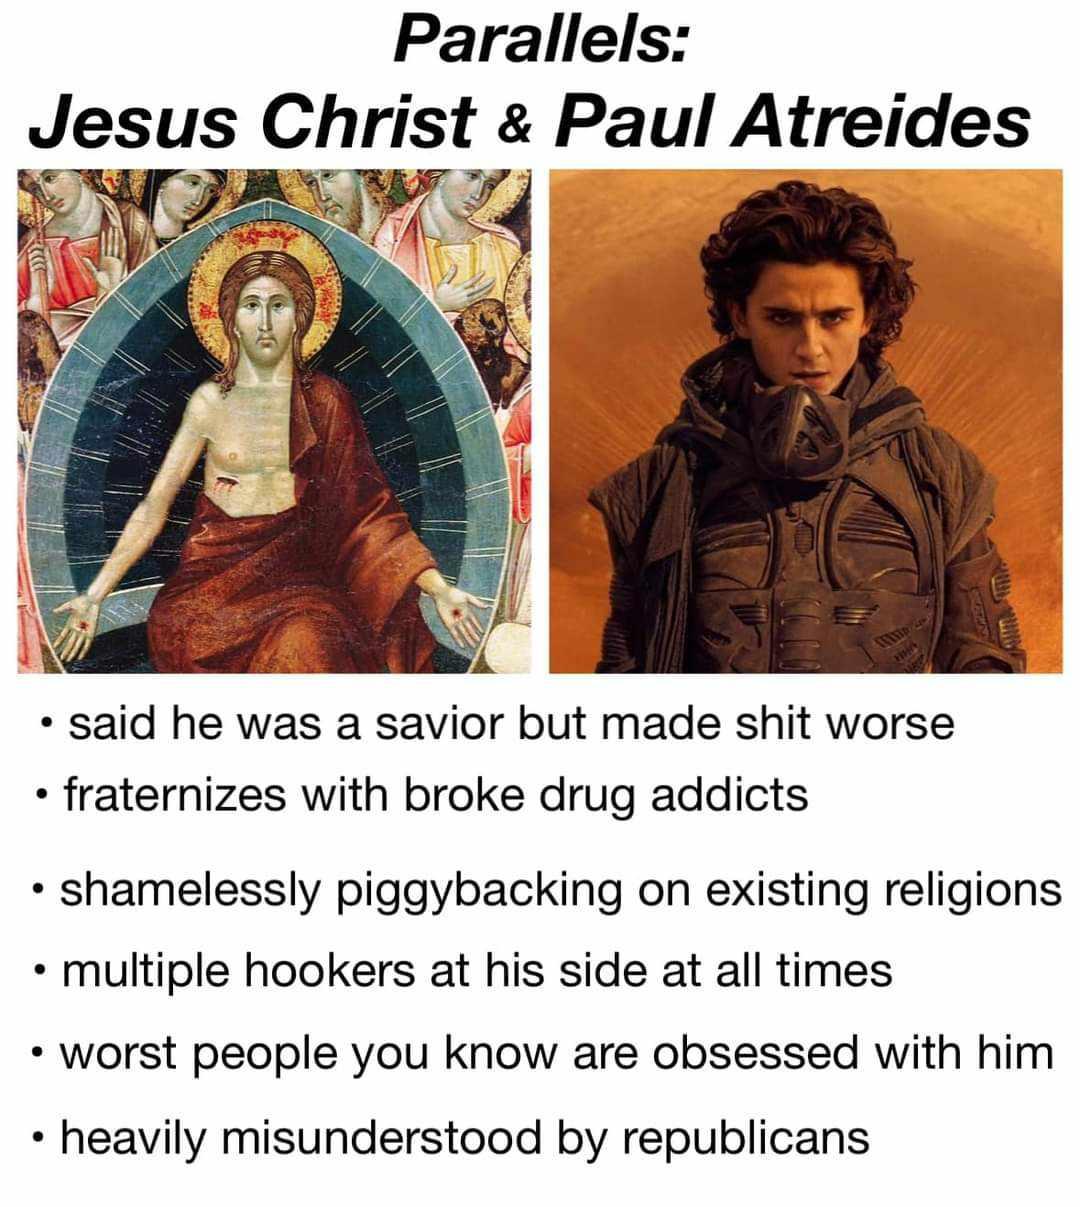 Parallels:
Jesus Christ & Paul Atreides
• said he was a savior but made shit worse
• fraternizes with broke drug addicts
• shamelessly piggybacking on existing religions
• multiple hookers at his side at all times
• worst people you know are obsessed with him
• heavily misunderstood by republicans